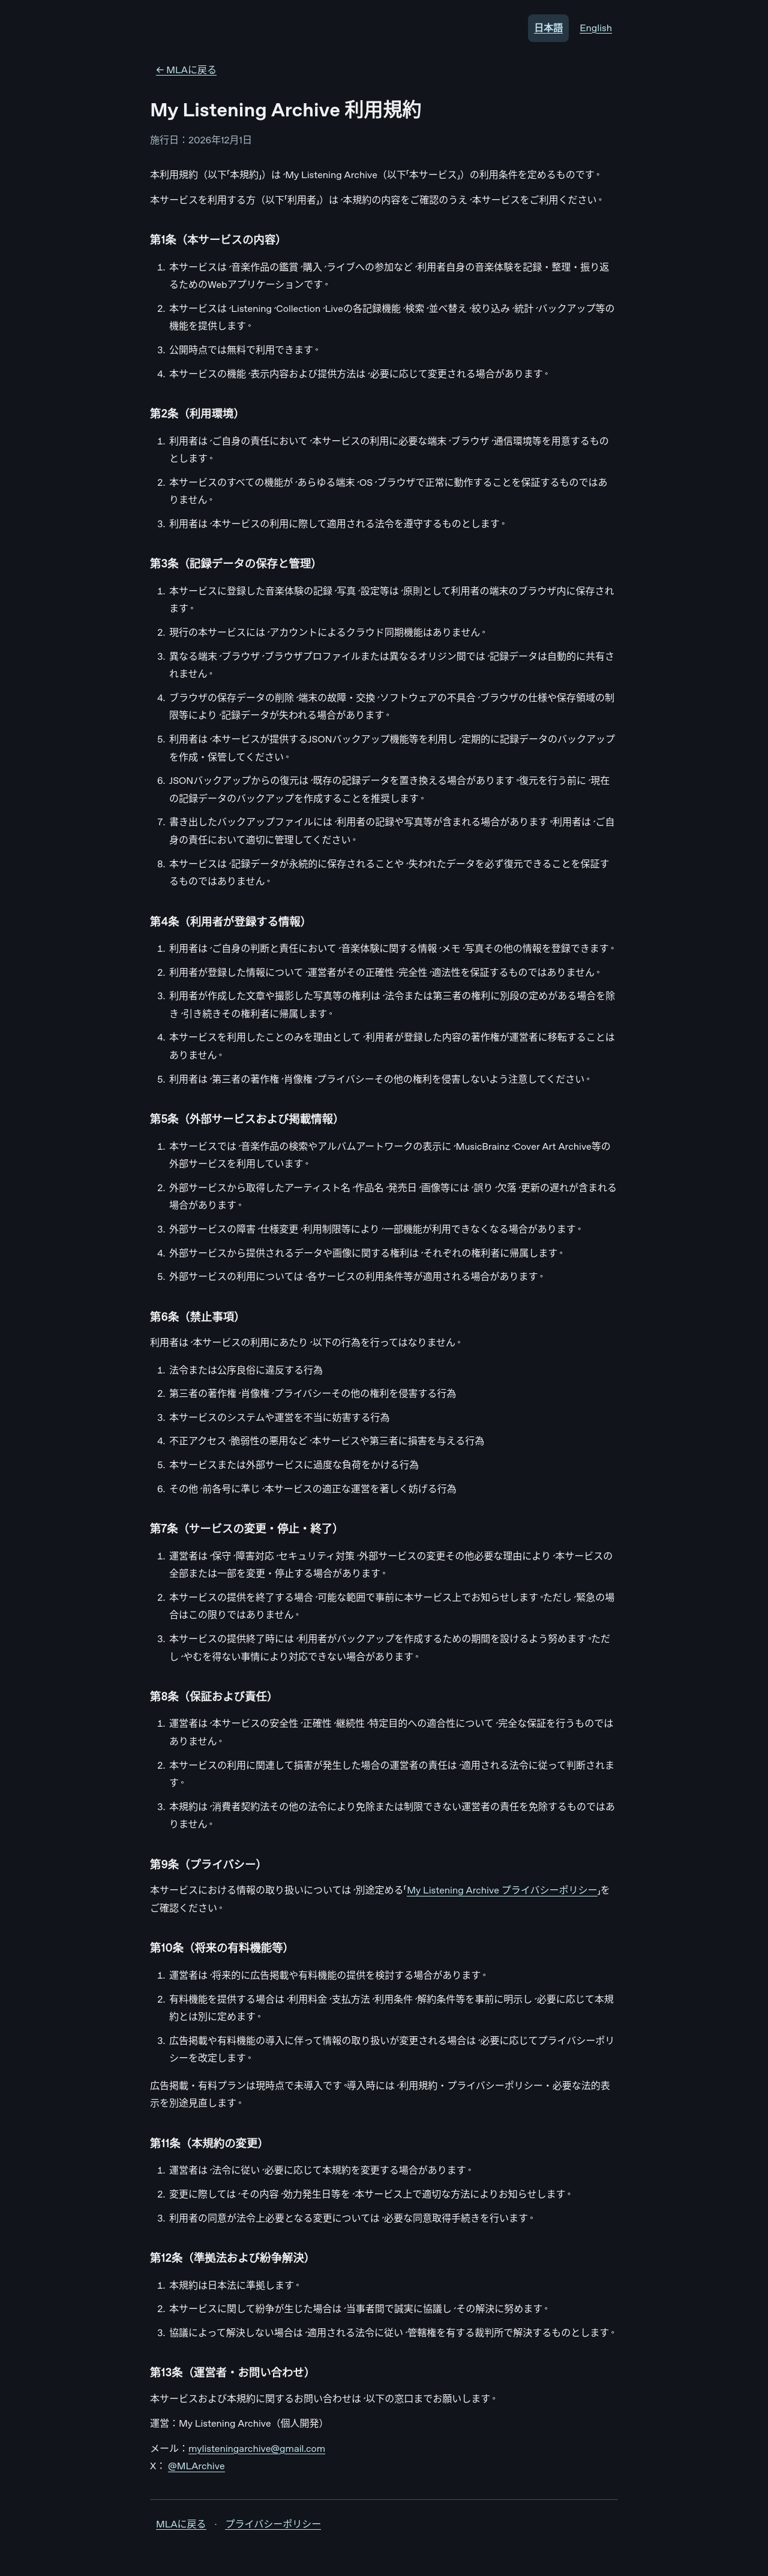 日本語 English
← MLAに戻る
My Listening Archive 利用規約
施行日：2026年12月1日
本利用規約（以下「本規約」）は、My Listening Archive（以下「本サービス」）の利用条件を定めるものです。
本サービスを利用する方（以下「利用者」）は、本規約の内容をご確認のうえ、本サービスをご利用ください。
第1条（本サービスの内容）
1. 本サービスは、音楽作品の鑑賞、購入、ライブへの参加など、利用者自身の音楽体験を記録・整理・振り返
るためのWebアプリケーションです。
2. 本サービスは、Listening、Collection、Liveの各記録機能、検索、並べ替え、絞り込み、統計、バックアップ等の
機能を提供します。
3. 公開時点では無料で利用できます。
4. 本サービスの機能、表示内容および提供方法は、必要に応じて変更される場合があります。
第2条（利用環境）
1. 利用者は、ご自身の責任において、本サービスの利用に必要な端末、ブラウザ、通信環境等を用意するもの
とします。
2. 本サービスのすべての機能が、あらゆる端末、OS、ブラウザで正常に動作することを保証するものではあ
りません。
3. 利用者は、本サービスの利用に際して適用される法令を遵守するものとします。
第3条（記録データの保存と管理）
1. 本サービスに登録した音楽体験の記録、写真、設定等は、原則として利用者の端末のブラウザ内に保存され
ます。
2. 現行の本サービスには、アカウントによるクラウド同期機能はありません。
3. 異なる端末、ブラウザ、ブラウザプロファイルまたは異なるオリジン間では、記録データは自動的に共有さ
れません。
4. ブラウザの保存データの削除、端末の故障・交換、ソフトウェアの不具合、ブラウザの仕様や保存領域の制
限等により、記録データが失われる場合があります。
5. 利用者は、本サービスが提供するJSONバックアップ機能等を利用し、定期的に記録データのバックアップ
を作成・保管してください。
6. JSONバックアップからの復元は、既存の記録データを置き換える場合があります。復元を行う前に、現在
の記録データのバックアップを作成することを推奨します。
7. 書き出したバックアップファイルには、利用者の記録や写真等が含まれる場合があります。利用者は、ご自
身の責任において適切に管理してください。
8. 本サービスは、記録データが永続的に保存されることや、失われたデータを必ず復元できることを保証す
るものではありません。
第4条（利用者が登録する情報）
1. 利用者は、ご自身の判断と責任において、音楽体験に関する情報、メモ、写真その他の情報を登録できます。
2. 利用者が登録した情報について、運営者がその正確性、完全性、適法性を保証するものではありません。
3. 利用者が作成した文章や撮影した写真等の権利は、法令または第三者の権利に別段の定めがある場合を除
き、引き続きその権利者に帰属します。
4. 本サービスを利用したことのみを理由として、利用者が登録した内容の著作権が運営者に移転することは
ありません。
5. 利用者は、第三者の著作権、肖像権、プライバシーその他の権利を侵害しないよう注意してください。
第5条（外部サービスおよび掲載情報）
1. 本サービスでは、音楽作品の検索やアルバムアートワークの表示に、MusicBrainz、Cover Art Archive等の
外部サービスを利用しています。
2. 外部サービスから取得したアーティスト名、作品名、発売日、画像等には、誤り、欠落、更新の遅れが含まれる
場合があります。
3. 外部サービスの障害、仕様変更、利用制限等により、一部機能が利用できなくなる場合があります。
4. 外部サービスから提供されるデータや画像に関する権利は、それぞれの権利者に帰属します。
5. 外部サービスの利用については、各サービスの利用条件等が適用される場合があります。
第6条（禁止事項）
利用者は、本サービスの利用にあたり、以下の行為を行ってはなりません。
1. 法令または公序良俗に違反する行為
2. 第三者の著作権、肖像権、プライバシーその他の権利を侵害する行為
3. 本サービスのシステムや運営を不当に妨害する行為
4. 不正アクセス、脆弱性の悪用など、本サービスや第三者に損害を与える行為
5. 本サービスまたは外部サービスに過度な負荷をかける行為
6. その他、前各号に準じ、本サービスの適正な運営を著しく妨げる行為
第7条（サービスの変更・停止・終了）
1. 運営者は、保守、障害対応、セキュリティ対策、外部サービスの変更その他必要な理由により、本サービスの
全部または一部を変更・停止する場合があります。
2. 本サービスの提供を終了する場合、可能な範囲で事前に本サービス上でお知らせします。ただし、緊急の場
合はこの限りではありません。
3. 本サービスの提供終了時には、利用者がバックアップを作成するための期間を設けるよう努めます。ただ
し、やむを得ない事情により対応できない場合があります。
第8条（保証および責任）
1. 運営者は、本サービスの安全性、正確性、継続性、特定目的への適合性について、完全な保証を行うものでは
ありません。
2. 本サービスの利用に関連して損害が発生した場合の運営者の責任は、適用される法令に従って判断されま
す。
3. 本規約は、消費者契約法その他の法令により免除または制限できない運営者の責任を免除するものではあ
りません。
第9条（プライバシー）
本サービスにおける情報の取り扱いについては、別途定める「My Listening Archive プライバシーポリシー」を
ご確認ください。
第10条（将来の有料機能等）
1. 運営者は、将来的に広告掲載や有料機能の提供を検討する場合があります。
2. 有料機能を提供する場合は、利用料金、支払方法、利用条件、解約条件等を事前に明示し、必要に応じて本規
約とは別に定めます。
3. 広告掲載や有料機能の導入に伴って情報の取り扱いが変更される場合は、必要に応じてプライバシーポリ
シーを改定します。
広告掲載・有料プランは現時点で未導入です。導入時には、利用規約・プライバシーポリシー・必要な法的表
示を別途見直します。
第11条（本規約の変更）
1. 運営者は、法令に従い、必要に応じて本規約を変更する場合があります。
2. 変更に際しては、その内容、効力発生日等を、本サービス上で適切な方法によりお知らせします。
3. 利用者の同意が法令上必要となる変更については、必要な同意取得手続きを行います。
第12条（準拠法および紛争解決）
1. 本規約は日本法に準拠します。
2. 本サービスに関して紛争が生じた場合は、当事者間で誠実に協議し、その解決に努めます。
3. 協議によって解決しない場合は、適用される法令に従い、管轄権を有する裁判所で解決するものとします。
第13条（運営者・お問い合わせ）
本サービスおよび本規約に関するお問い合わせは、以下の窓口までお願いします。
運営：My Listening Archive（個人開発）
メール：mylisteningarchive@gmail.com
X： @MLArchive
MLAに戻る · プライバシーポリシー